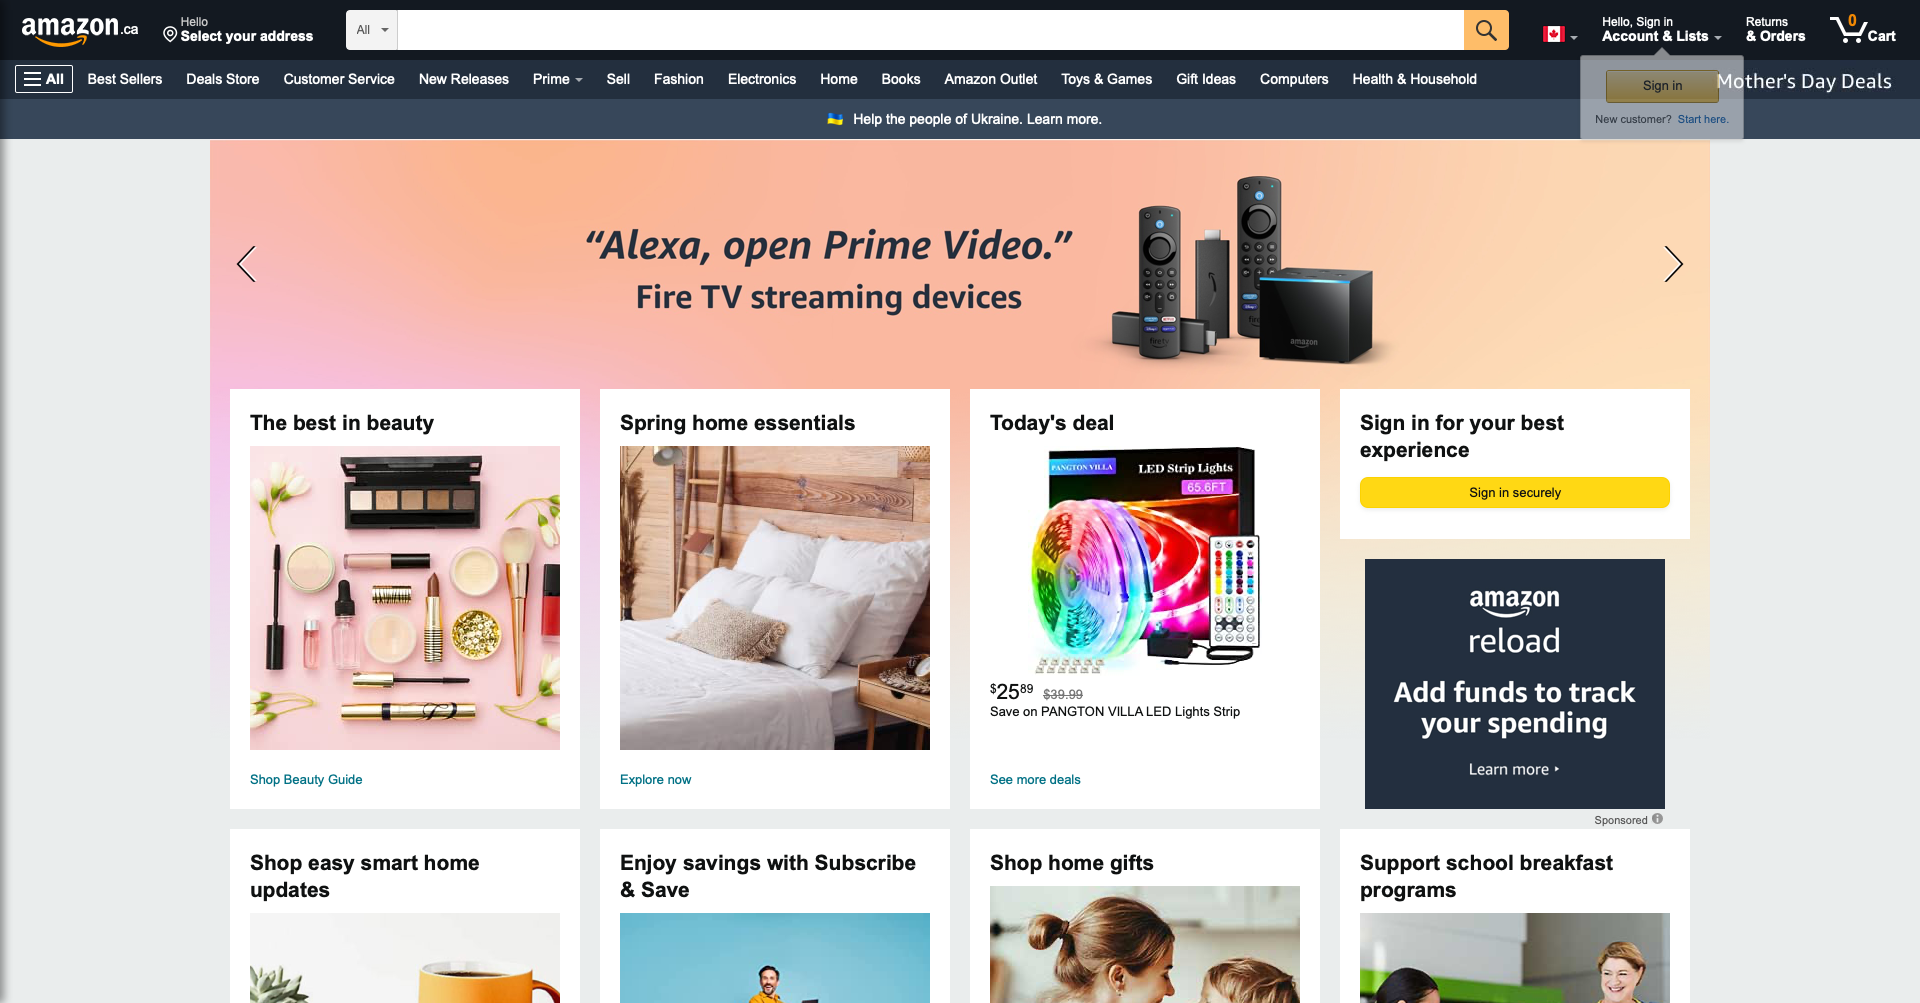 amazon.ca
Hello
Select your address
All
Hello, Sign in
Account & Lists
Returns
& Orders
0
Cart
All
Best Sellers
Deals Store
Customer Service
New Releases
Prime
Sell
Fashion
Electronics
Home
Books
Amazon Outlet
Toys & Games
Gift Ideas
Computers
Health & Household
Mother's Day Deals
Sign in
New customer? Start here.
Help the people of Ukraine. Learn more.
“Alexa, open Prime Video.”
Fire TV streaming devices
amazon
The best in beauty
Shop Beauty Guide
Spring home essentials
Explore now
Today's deal
PANGTON VILLA
LED Strip Lights
65.6FT
$2589 $39.99
Save on PANGTON VILLA LED Lights Strip
See more deals
Sign in for your best
experience
Sign in securely
amazon
reload
Add funds to track
your spending
Learn more
Sponsored
Shop easy smart home
updates
Enjoy savings with Subscribe
& Save
Shop home gifts
Support school breakfast
programs